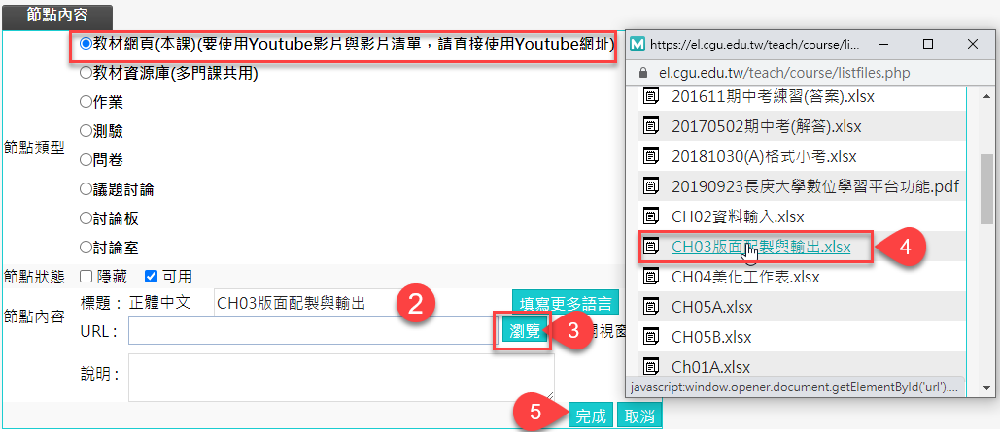 節點內容
節點類型
教材網頁(本課)(要使用Youtube影片與影片清單，請直接使用Youtube網址)
教材資源庫(多門課共用)
作業
測驗
問卷
議題討論
討論板
討論室
節點狀態
隱藏 可用
節點內容
標題： 正體中文 CH03版面配製與輸出 2 填寫更多語言
URL： 瀏覽 3 視窗
說明：
5 完成 取消
https://el.cgu.edu.tw/teach/course/li...
el.cgu.edu.tw/teach/course/listfiles.php
201611期中考練習(答案).xlsx
20170502期中考(解答).xlsx
20181030(A)格式小考.xlsx
20190923長庚大學數位學習平台功能.pdf
CH02資料輸入.xlsx
CH03版面配製與輸出.xlsx 4
CH04美化工作表.xlsx
CH05A.xlsx
CH05B.xlsx
Ch01A.xlsx
javascript:window.opener.document.getElementById('url')....